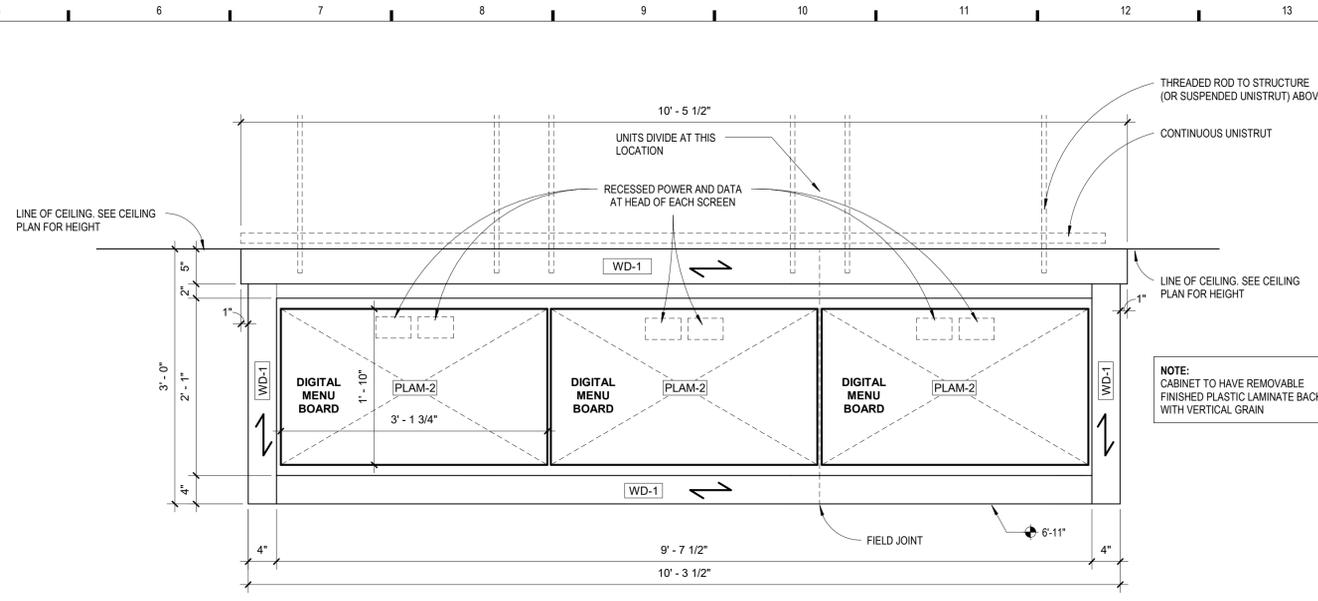 6 7 8 9 10 11 12 13
THREADED ROD TO STRUCTURE
(OR SUSPENDED UNISTRUT) ABOV
10' - 5 1/2"
UNITS DIVIDE AT THIS
LOCATION
CONTINUOUS UNISTRUT
RECESSED POWER AND DATA
AT HEAD OF EACH SCREEN
LINE OF CEILING. SEE CEILING
PLAN FOR HEIGHT
5"
WD-1
LINE OF CEILING. SEE CEILING
PLAN FOR HEIGHT
2"
1"
1"
3' - 0"
2' - 1"
WD-1
DIGITAL
MENU
BOARD
1' - 10"
PLAM-2
3' - 1 3/4"
DIGITAL
MENU
BOARD
PLAM-2
DIGITAL
MENU
BOARD
PLAM-2
WD-1
NOTE:
CABINET TO HAVE REMOVABLE
FINISHED PLASTIC LAMINATE BACK
WITH VERTICAL GRAIN
4"
WD-1
FIELD JOINT
6'-11"
4"
9' - 7 1/2"
4"
10' - 3 1/2"